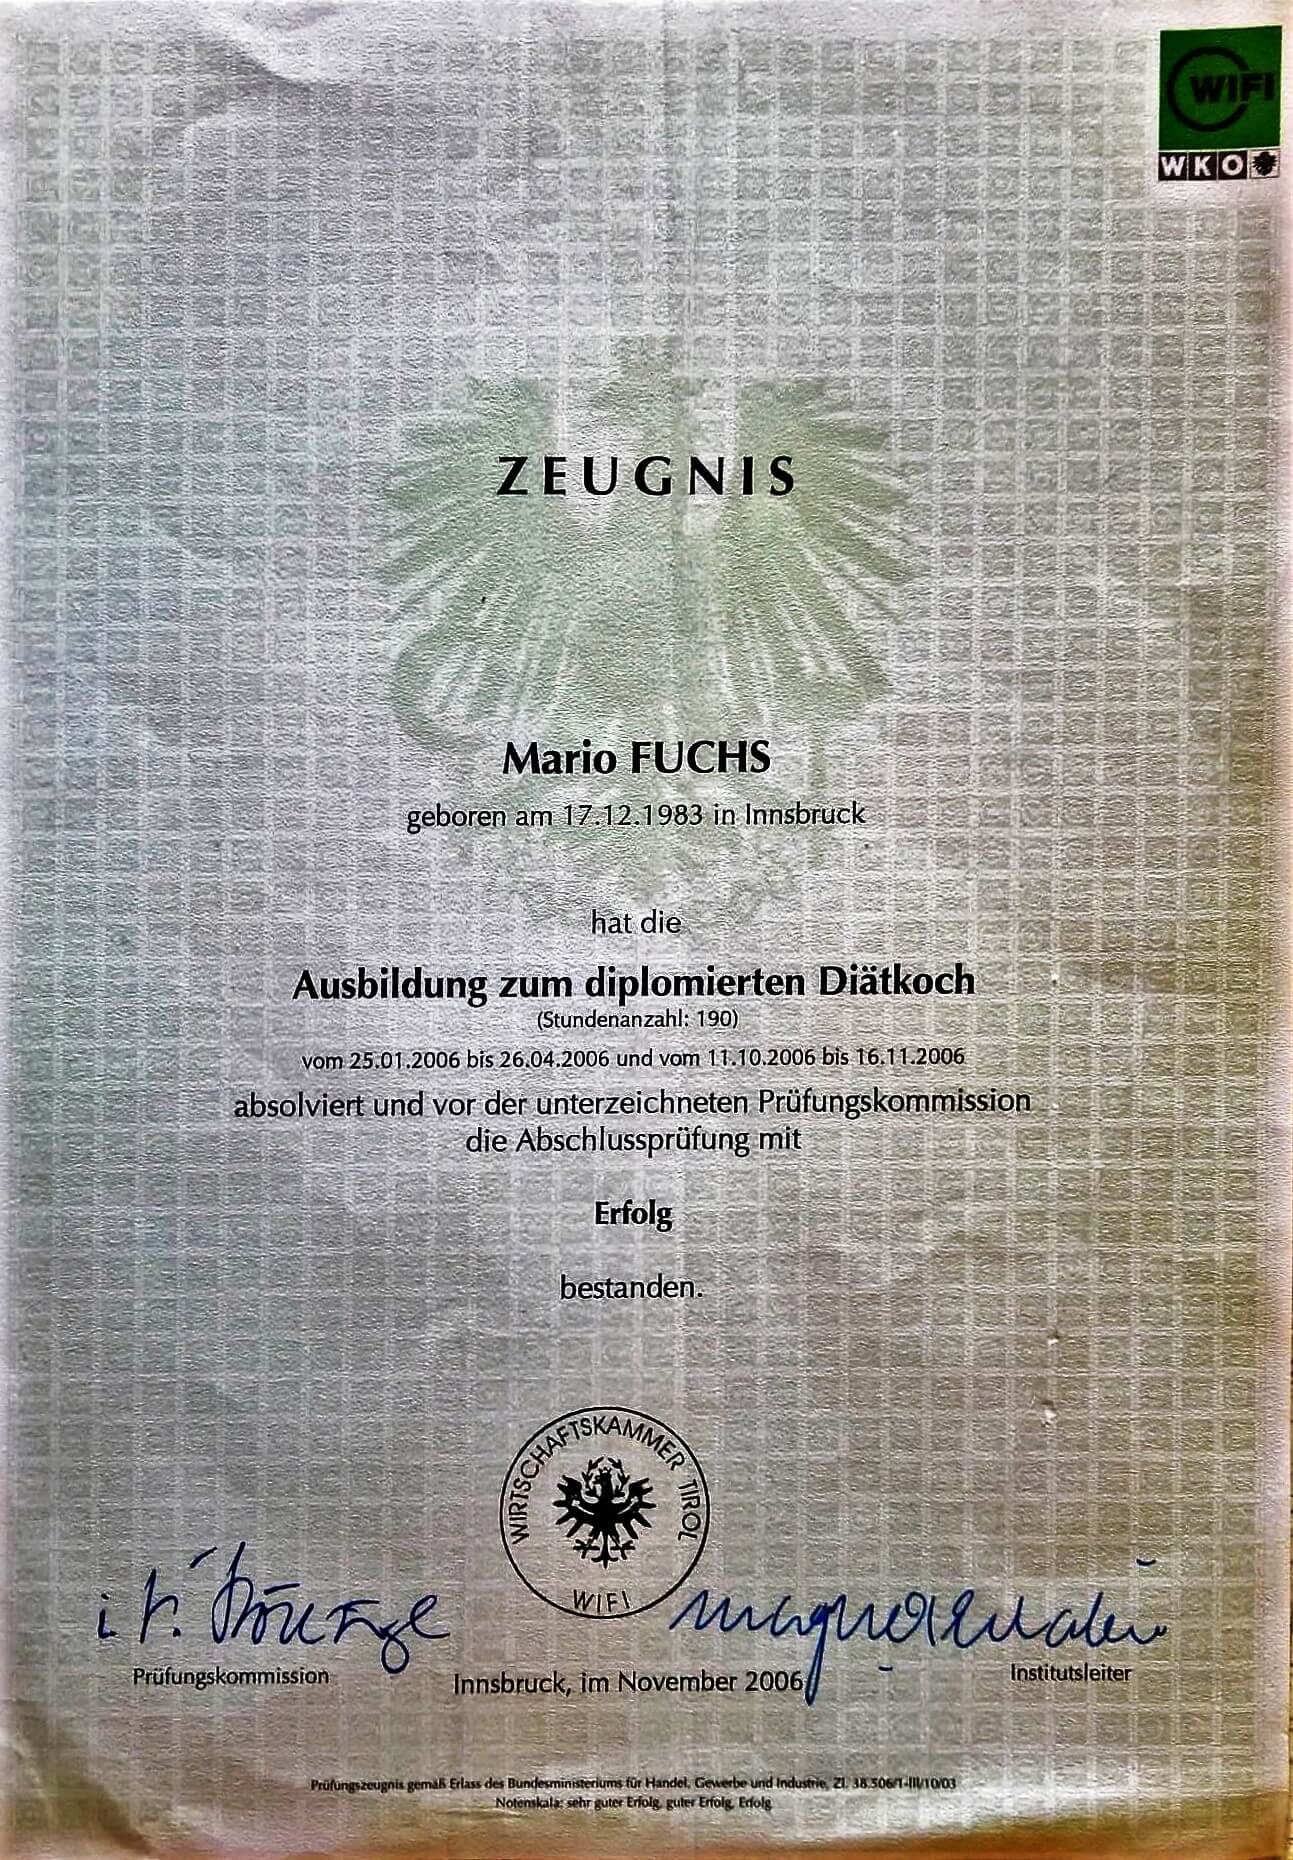 WIFI
WKO
ZEUGNIS
Mario FUCHS
geboren am 17.12.1983 in Innsbruck
hat die
Ausbildung zum diplomierten Diätkoch
(Stundenanzahl: 190)
vom 25.01.2006 bis 26.04.2006 und vom 11.10.2006 bis 16.11.2006
absolviert und vor der unterzeichneten Prüfungskommission
die Abschlussprüfung mit
Erfolg
bestanden.
WIRTSCHAFTSKAMMER TIROL
WIFI
Prüfungskommission
Innsbruck, im November 2006
Institutsleiter
Prüfungszeugnis gemäß Erlass des Bundesministeriums für Handel, Gewerbe und Industrie, Zl. 38.506/1-III/10/03
Notenskala: sehr guter Erfolg, guter Erfolg, Erfolg